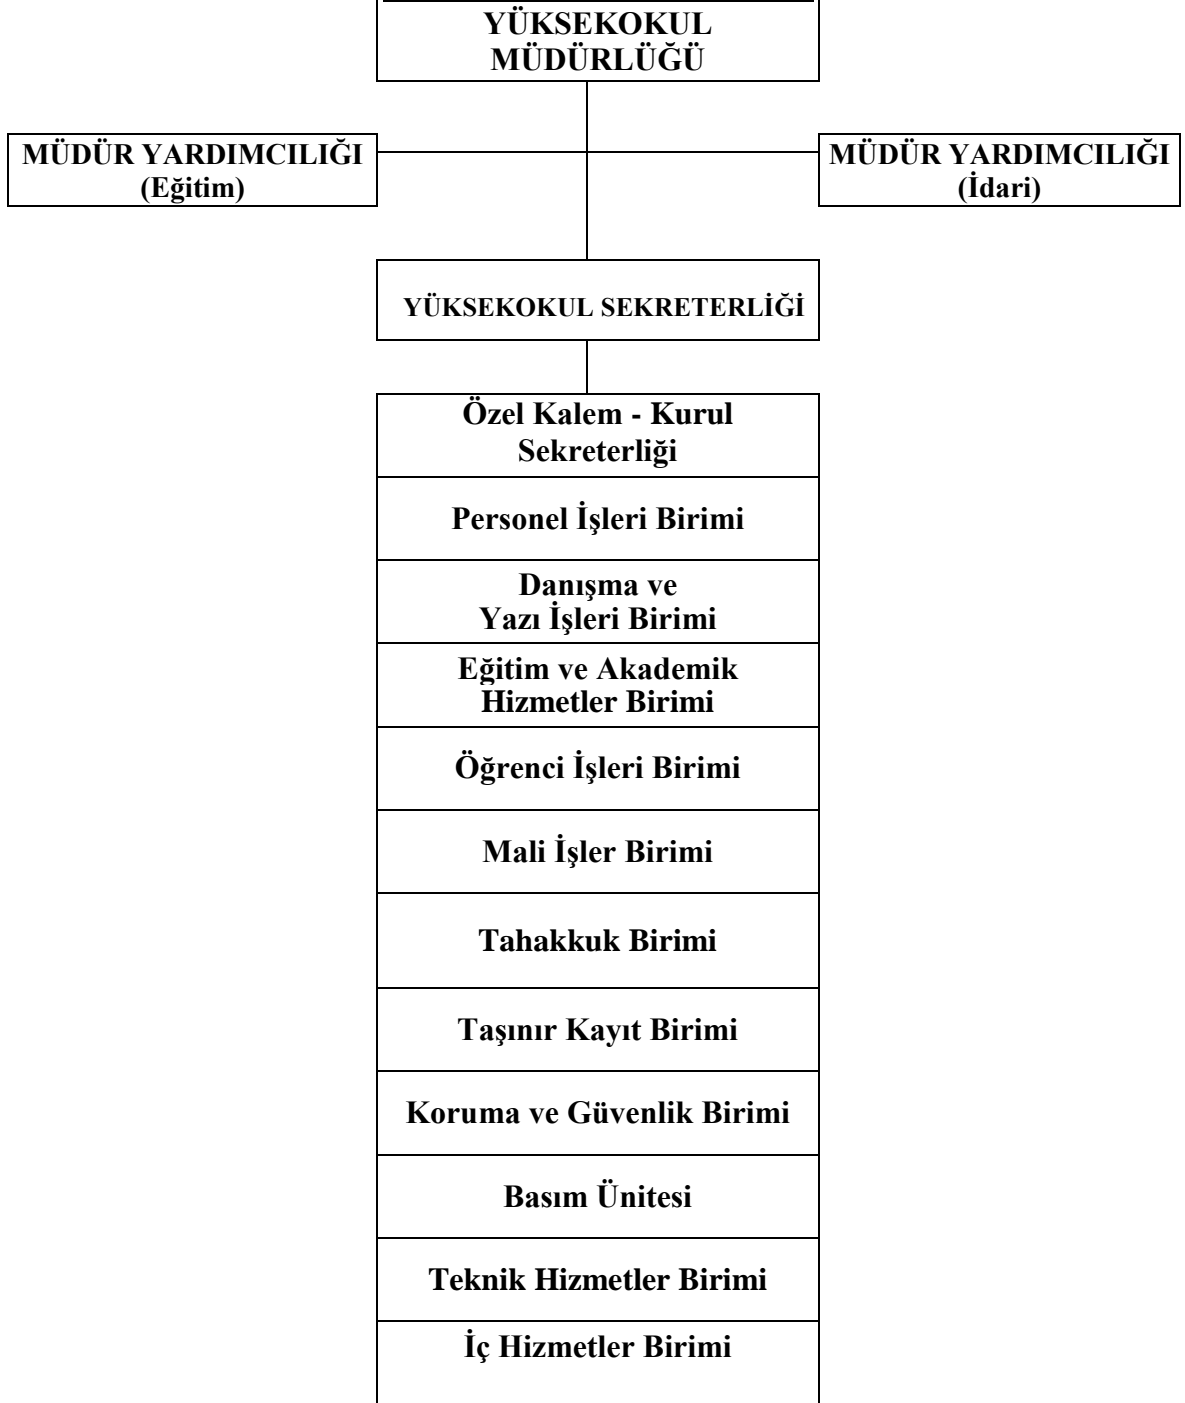 YÜKSEKOKUL
MÜDÜRLÜĞÜ
MÜDÜR YARDIMCILIĞI
(Eğitim)
MÜDÜR YARDIMCILIĞI
(İdari)
YÜKSEKOKUL SEKRETERLİĞİ
Özel Kalem - Kurul
Sekreterliği
Personel İşleri Birimi
Danışma ve
Yazı İşleri Birimi
Eğitim ve Akademik
Hizmetler Birimi
Öğrenci İşleri Birimi
Mali İşler Birimi
Tahakkuk Birimi
Taşınır Kayıt Birimi
Koruma ve Güvenlik Birimi
Basım Ünitesi
Teknik Hizmetler Birimi
İç Hizmetler Birimi